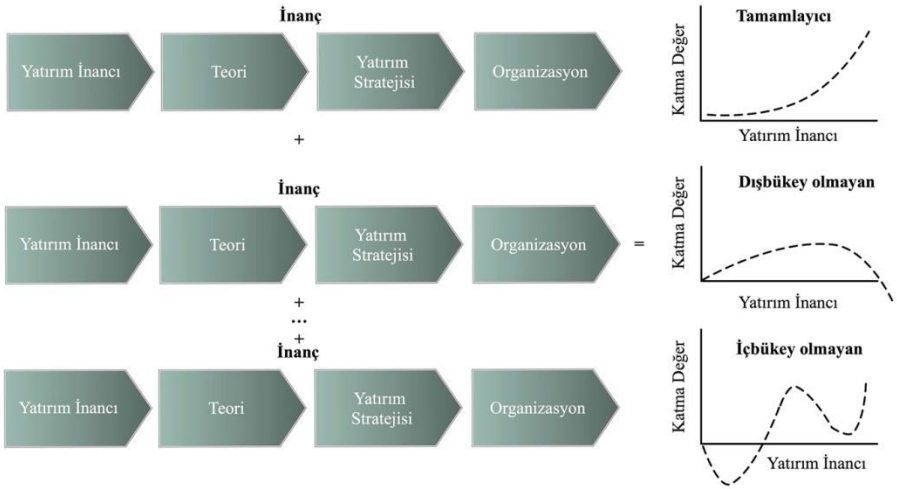 İnanç
Yatırım İnancı
Teori
Yatırım
Stratejisi
Organizasyon
+
Tamamlayıcı
Katma Değer
Yatırım İnancı
İnanç
Yatırım İnancı
Teori
Yatırım
Stratejisi
Organizasyon
=
+
...
+
Dışbükey olmayan
Katma Değer
Yatırım İnancı
İnanç
Yatırım İnancı
Teori
Yatırım
Stratejisi
Organizasyon
İçbükey olmayan
Katma Değer
Yatırım İnancı